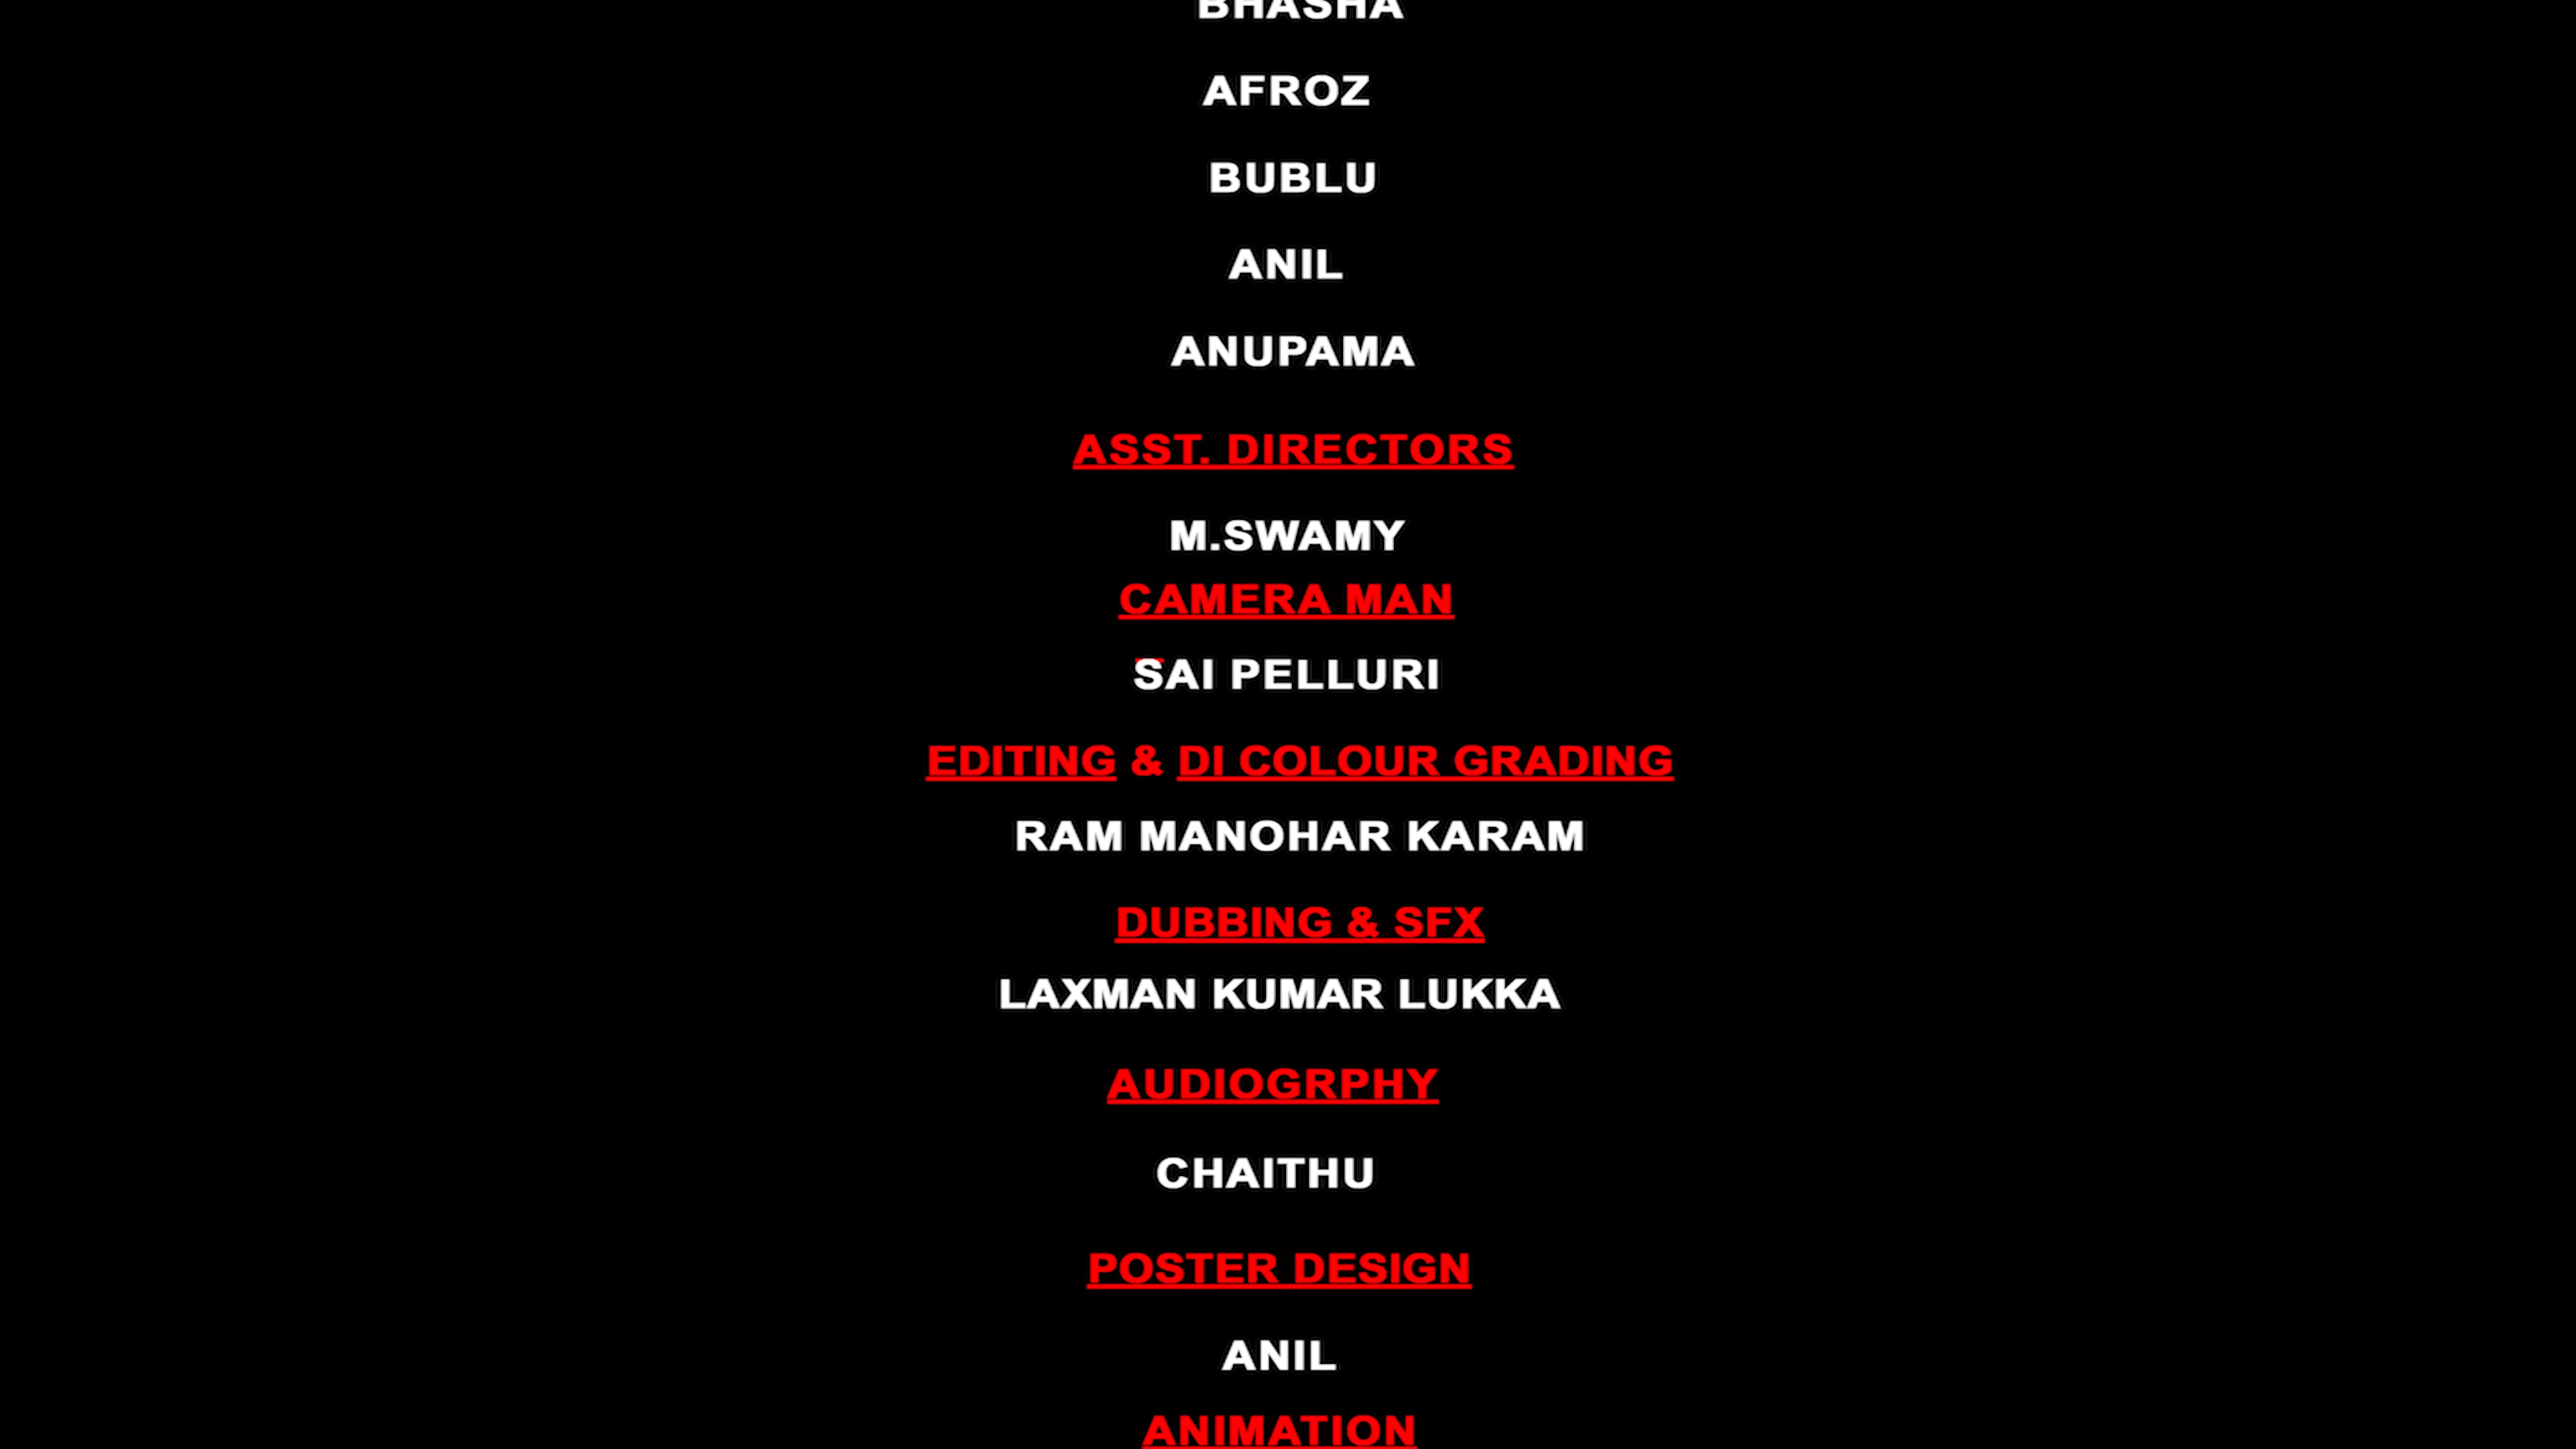 BHASHA
AFROZ
BUBLU
ANIL
ANUPAMA
ASST. DIRECTORS
M.SWAMY
CAMERA MAN
SAI PELLURI
EDITING & DI COLOUR GRADING
RAM MANOHAR KARAM
DUBBING & SFX
LAXMAN KUMAR LUKKA
AUDIOGRPHY
CHAITHU
POSTER DESIGN
ANIL
ANIMATION